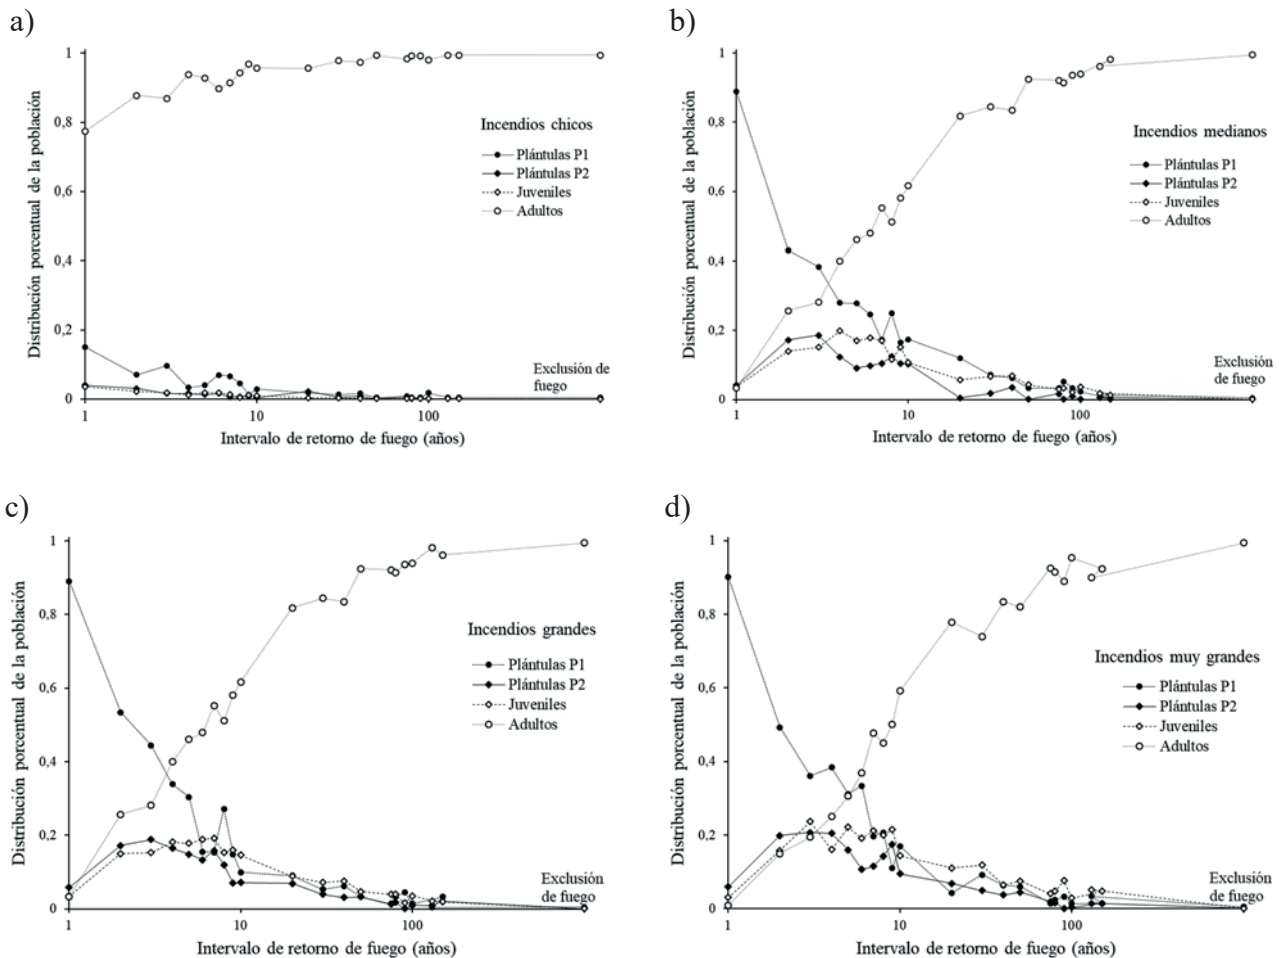 a)
Distribución porcentual de la población
1
0,8
0,6
0,4
0,2
0
Incendios chicos
Plántulas P1
Plántulas P2
Juveniles
Adultos
Exclusión de
fuego
1
10
100
Intervalo de retorno de fuego (años)
b)
Distribución porcentual de la población
1
0,8
0,6
0,4
0,2
0
Incendios medianos
Plántulas P1
Plántulas P2
Juveniles
Adultos
Exclusión
de fuego
1
10
100
Intervalo de retorno de fuego (años)
c)
Distribución porcentual de la población
1
0,8
0,6
0,4
0,2
0
Incendios grandes
Plántulas P1
Plántulas P2
Juveniles
Adultos
Exclusión
de fuego
1
10
100
Intervalo de retorno de fuego (años)
d)
Distribución porcentual de la población
1
0,8
0,6
0,4
0,2
0
Incendios muy grandes
Plántulas P1
Plántulas P2
Juveniles
Adultos
Exclusión
de fuego
1
10
100
Intervalo de retorno de fuego (años)